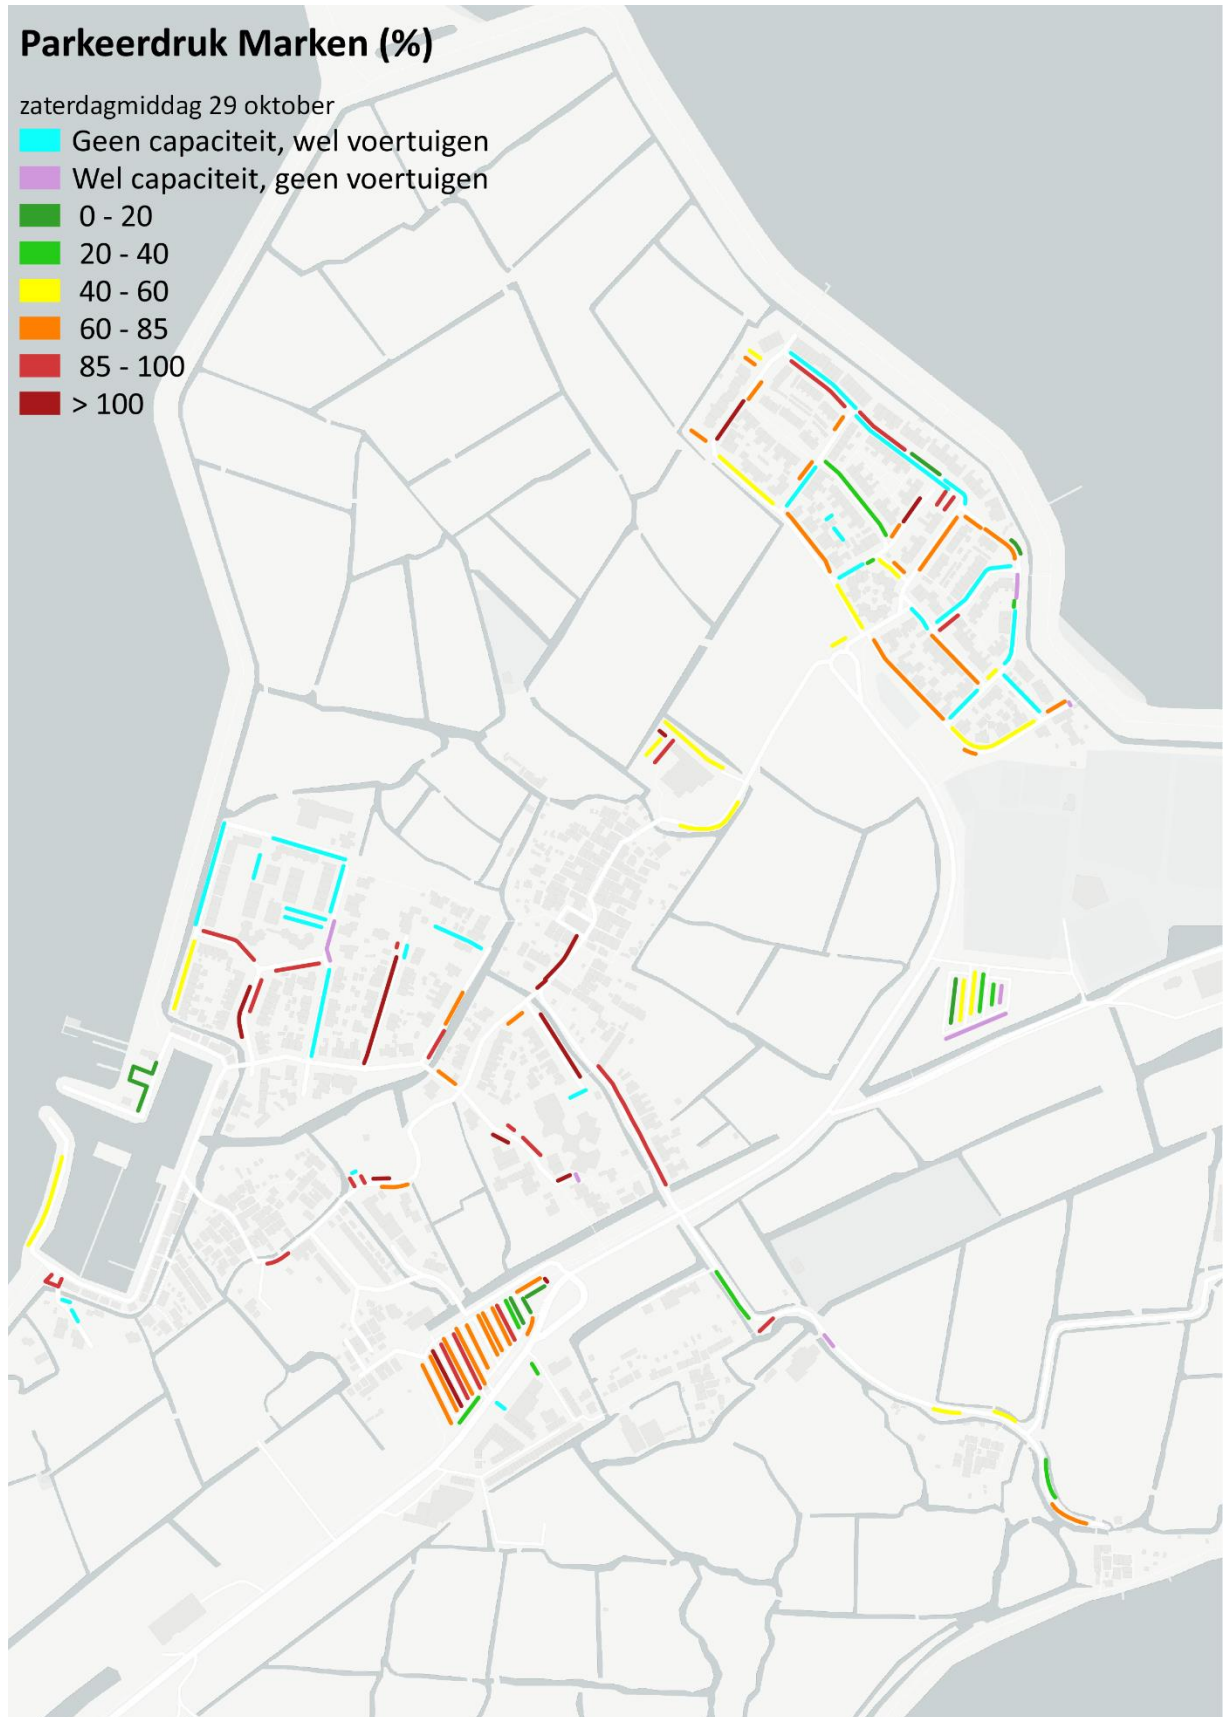 Parkeerdruk Marken (%)
zaterdagmiddag 29 oktober
Geen capaciteit, wel voertuigen
Wel capaciteit, geen voertuigen
0 - 20
20 - 40
40 - 60
60 - 85
85 - 100
> 100